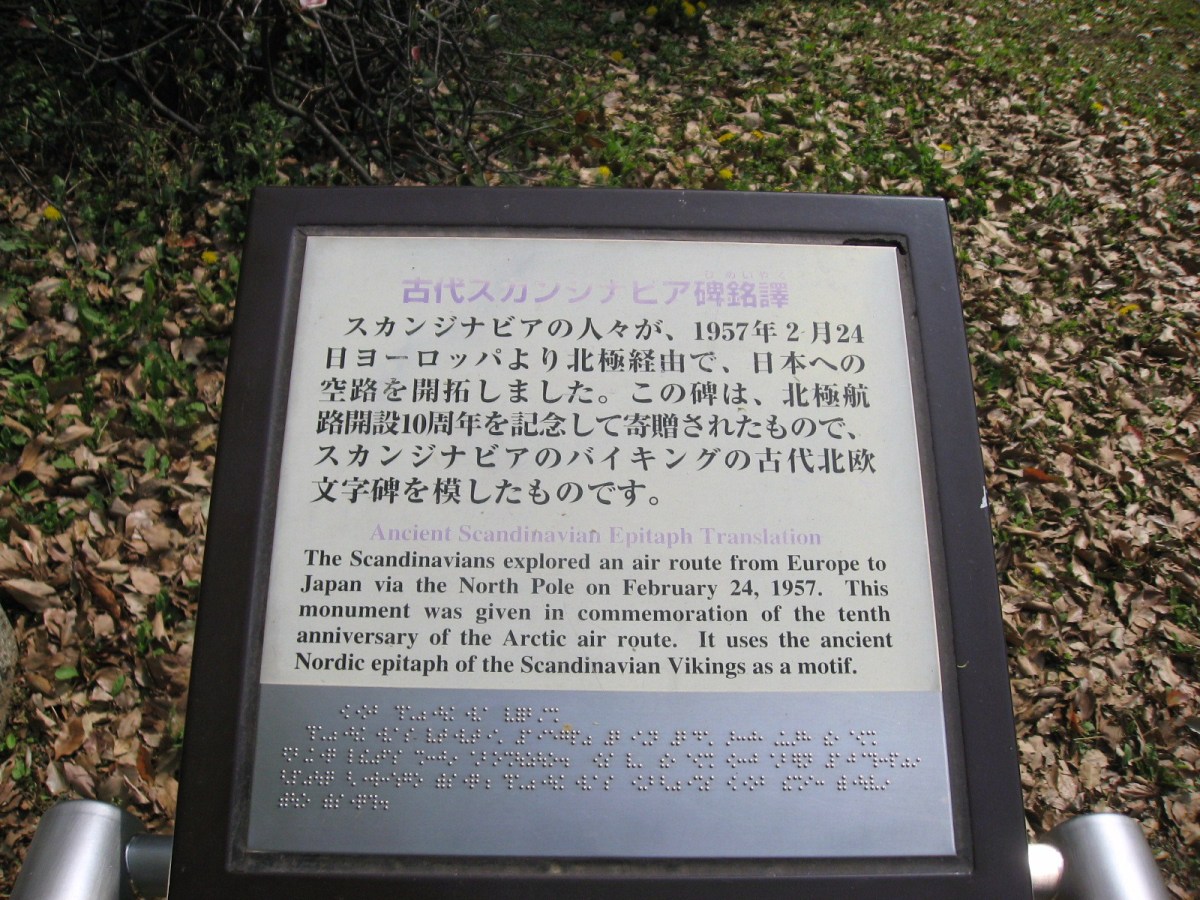 古代スカンジナビア碑銘譯
スカンジナビアの人々が、1957年2月24
日ヨーロッパより北極経由で、日本への
空路を開拓しました。この碑は、北極航
路開設10周年を記念して寄贈されたもので、
スカンジナビアのバイキングの古代北欧
文字碑を模したものです。
Ancient Scandinavian Epitaph Translation
The Scandinavians explored an air route from Europe to
Japan via the North Pole on February 24, 1957. This
monument was given in commemoration of the tenth
anniversary of the Arctic air route. It uses the ancient
Nordic epitaph of the Scandinavian Vikings as a motif.